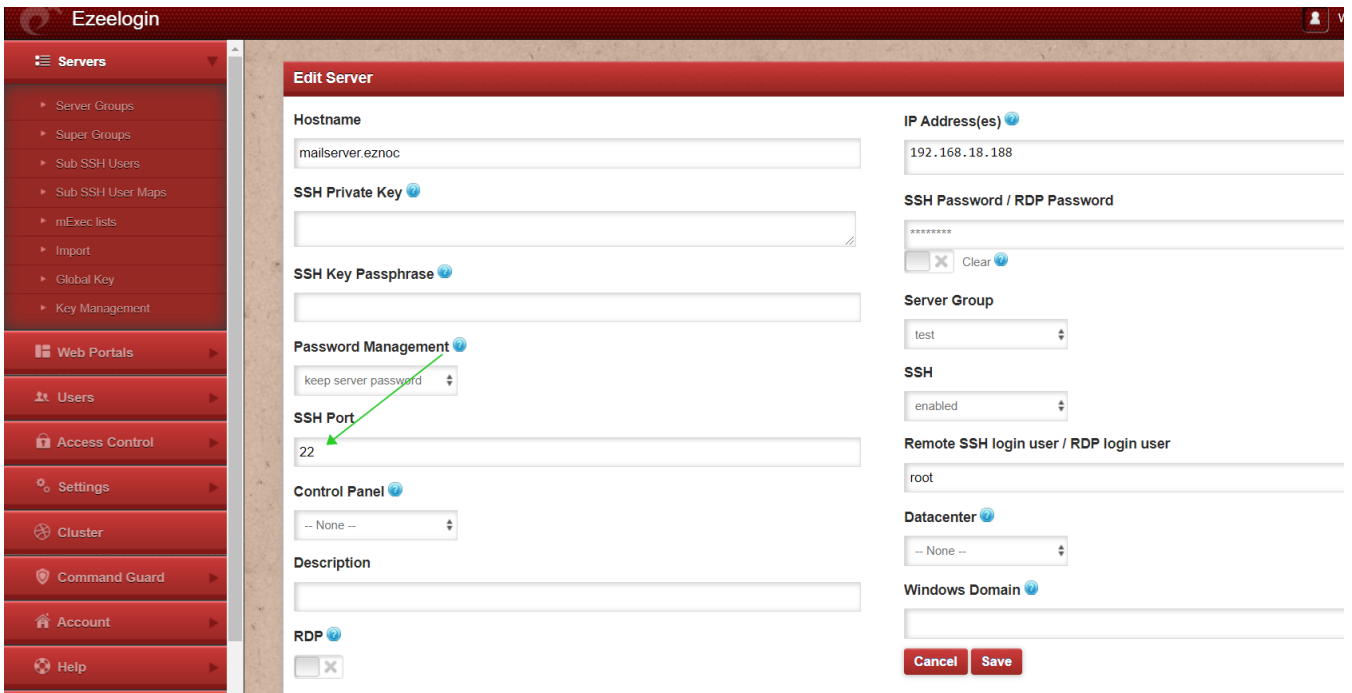 Ezeelogin
Servers
Server Groups
Super Groups
Sub SSH Users
Sub SSH User Maps
mExec lists
Import
Global Key
Key Management
Web Portals
Users
Access Control
Settings
Cluster
Command Guard
Account
Help
Edit Server
Hostname
mailserver.eznoc
SSH Private Key
SSH Key Passphrase
Password Management
keep server password
SSH Port
22
Control Panel
-- None --
Description
RDP
IP Address(es)
192.168.18.188
SSH Password / RDP Password
********
Clear
Server Group
test
SSH
enabled
Remote SSH login user / RDP login user
root
Datacenter
-- None --
Windows Domain
Cancel Save